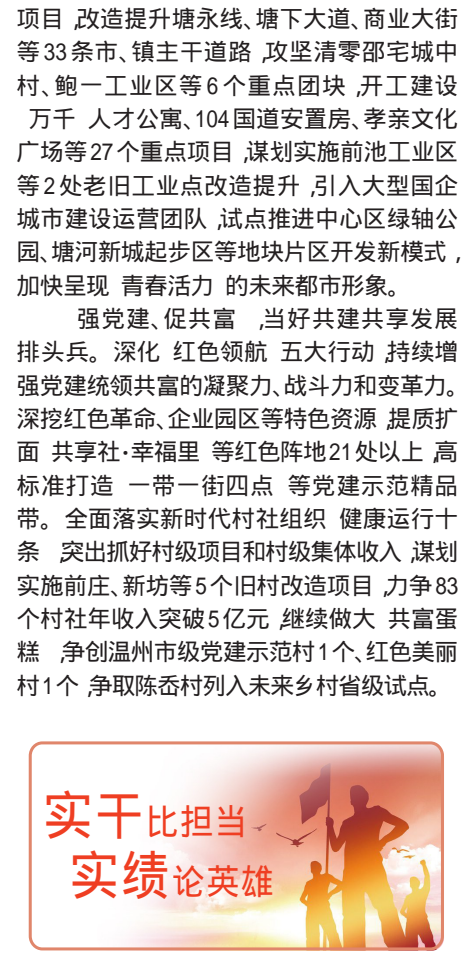 项目,改造提升塘永线、塘下大道、商业大街
等33条市、镇主干道路,攻坚清零邵宅城中
村、鲍一工业区等6个重点团块,开工建设
万千 人才公寓、104国道安置房、孝亲文化
广场等27个重点项目,谋划实施前池工业区
等2处老旧工业点改造提升,引入大型国企
城市建设运营团队,试点推进中心区绿轴公
园、塘河新城起步区等地块片区开发新模式,
加快呈现 青春活力 的未来都市形象。
强党建、促共富 ,当好共建共享发展
排头兵。深化 红色领航 五大行动,持续增
强党建统领共富的凝聚力、战斗力和变革力。
深挖红色革命、企业园区等特色资源,提质扩
面 共享社·幸福里 等红色阵地21处以上,高
标准打造 一带一街四点 等党建示范精品
带。全面落实新时代村社组织 健康运行十
条 ,突出抓好村级项目和村级集体收入,谋划
实施前庄、新坊等5个旧村改造项目,力争83
个村社年收入突破5亿元,继续做大 共富蛋
糕 ,争创温州市级党建示范村1个、红色美丽
村1个,争取陈岙村列入未来乡村省级试点。
实干比担当
实绩论英雄